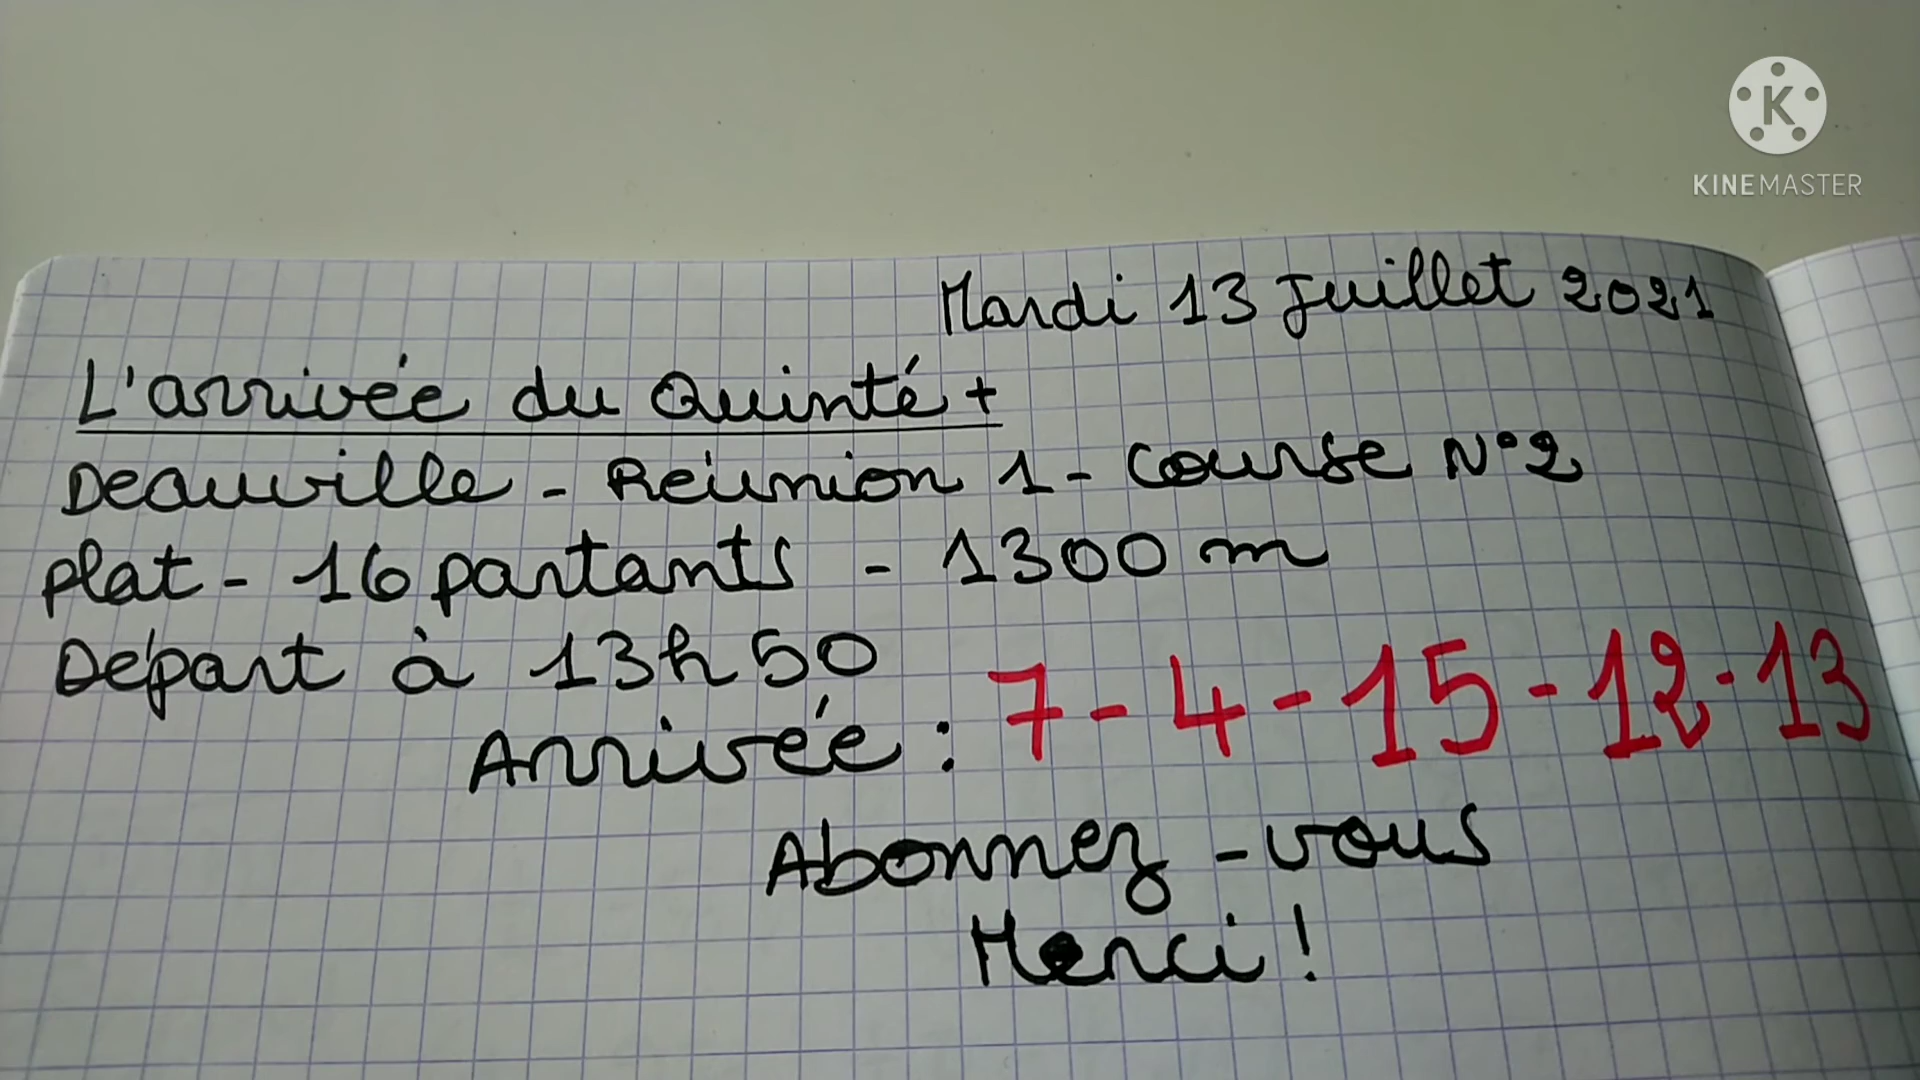 KINEMASTER
Mardi 13 Juillet 2021
L'arrivée du Quinté +
Deauville - Réunion 1 - Course N°2
Plat - 16 partants - 1300 m
Départ à 13h50
Arrivée : 7 - 4 - 15 - 12 - 13
Abonnez-vous
Merci !